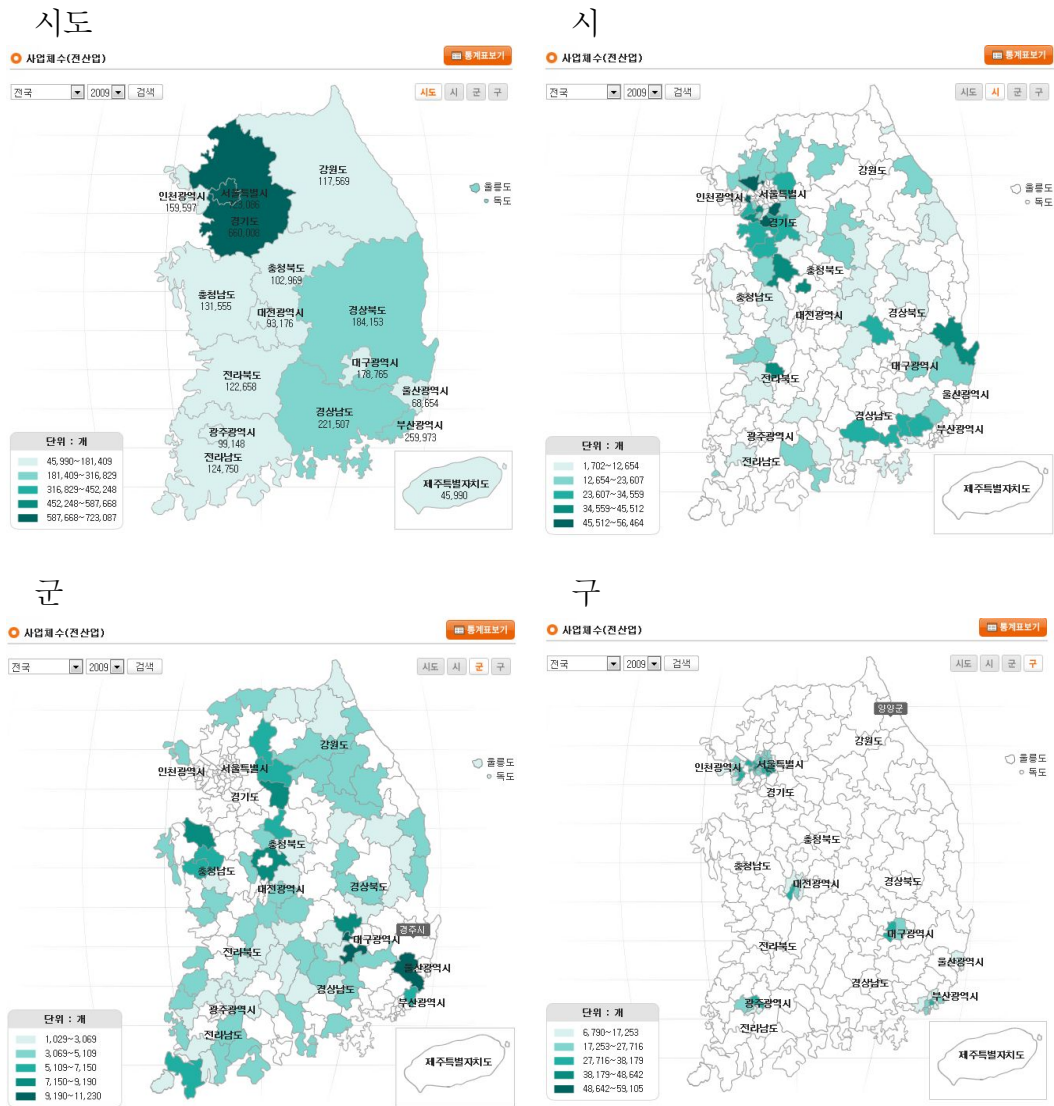 시도
사업체수(전산업)
통계표보기
전국 2009 검색
시도 시 군 구
강원도
117,569
울릉도
독도
인천광역시
159,597
서울특별시
경기도
660,008
충청북도
102,969
충청남도
131,555
대전광역시
93,176
경상북도
184,153
대구광역시
178,765
전라북도
122,658
울산광역시
68,654
경상남도
221,507
부산광역시
259,973
광주광역시
99,148
전라남도
124,750
제주특별자치도
45,990
단위 : 개
45,990~181,409
181,409~316,829
316,829~452,248
452,248~587,668
587,668~723,087
시
사업체수(전산업)
통계표보기
전국 2009 검색
시도 시 군 구
강원도
울릉도
독도
인천광역시
서울특별시
경기도
충청북도
충청남도
대전광역시
경상북도
대구광역시
전라북도
울산광역시
경상남도
부산광역시
광주광역시
전라남도
제주특별자치도
단위 : 개
1,702~12,654
12,654~23,607
23,607~34,559
34,559~45,512
45,512~56,464
군
사업체수(전산업)
통계표보기
전국 2009 검색
시도 시 군 구
강원도
울릉도
독도
인천광역시
서울특별시
경기도
충청북도
충청남도
대전광역시
경상북도
경주시
대구광역시
전라북도
울산광역시
경상남도
부산광역시
광주광역시
전라남도
제주특별자치도
단위 : 개
1,029~3,069
3,069~5,109
5,109~7,150
7,150~9,190
9,190~11,230
구
사업체수(전산업)
통계표보기
전국 2009 검색
시도 시 군 구
양양군
강원도
울릉도
독도
인천광역시
서울특별시
경기도
충청북도
충청남도
대전광역시
경상북도
대구광역시
전라북도
울산광역시
경상남도
부산광역시
광주광역시
전라남도
제주특별자치도
단위 : 개
6,790~17,253
17,253~27,716
27,716~38,179
38,179~48,642
48,642~59,105